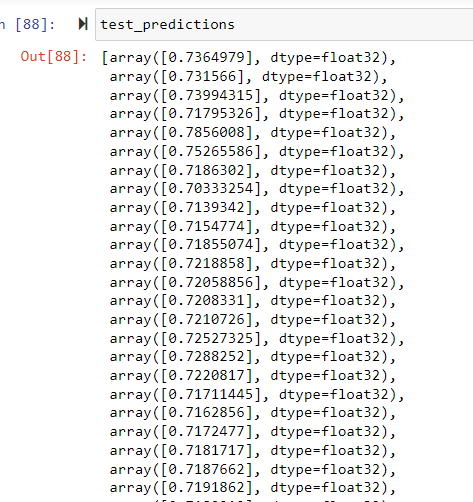 n [88]: test_predictions
Out[88]: [array([0.7364979], dtype=float32),
array([0.731566], dtype=float32),
array([0.73994315], dtype=float32),
array([0.71795326], dtype=float32),
array([0.7856008], dtype=float32),
array([0.75265586], dtype=float32),
array([0.7186302], dtype=float32),
array([0.70333254], dtype=float32),
array([0.7139342], dtype=float32),
array([0.7154774], dtype=float32),
array([0.71855074], dtype=float32),
array([0.7218858], dtype=float32),
array([0.72058856], dtype=float32),
array([0.7208331], dtype=float32),
array([0.7210726], dtype=float32),
array([0.72527325], dtype=float32),
array([0.7288252], dtype=float32),
array([0.7220817], dtype=float32),
array([0.71711445], dtype=float32),
array([0.7162856], dtype=float32),
array([0.7172477], dtype=float32),
array([0.7181717], dtype=float32),
array([0.7187662], dtype=float32),
array([0.7191862], dtype=float32),